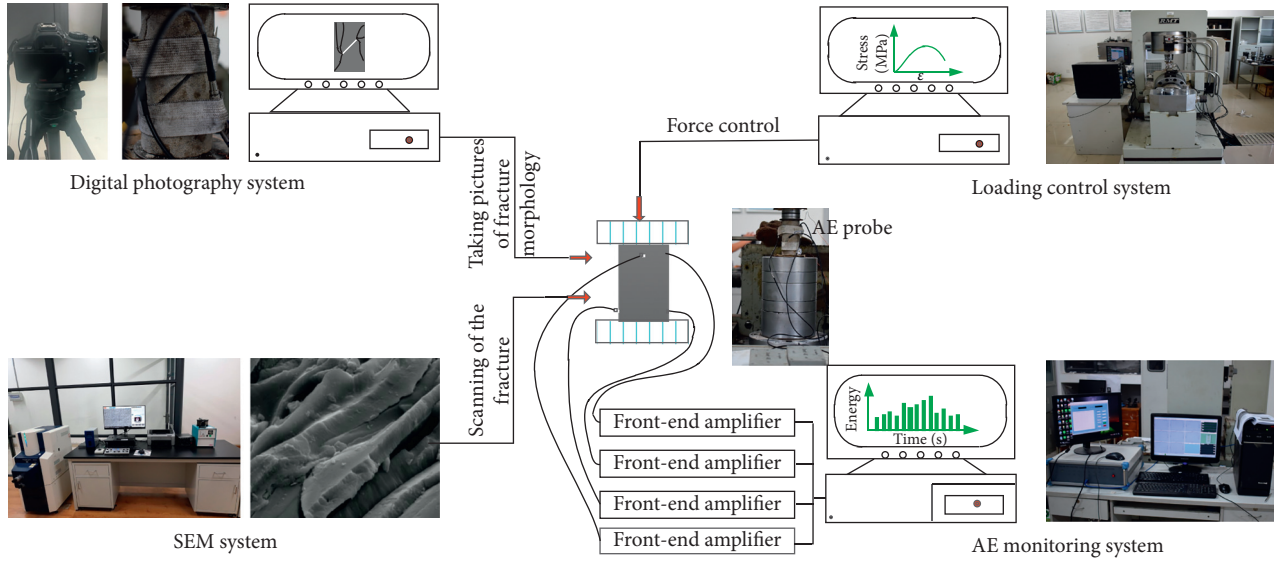 Stress
(MPa)
ε
RMT
Force control
Digital photography system
Taking pictures
of fracture
morphology
Loading control system
AE probe
Scanning of the
fracture
Energy
Time (s)
Front-end amplifier
Front-end amplifier
Front-end amplifier
Front-end amplifier
SEM system
AE monitoring system